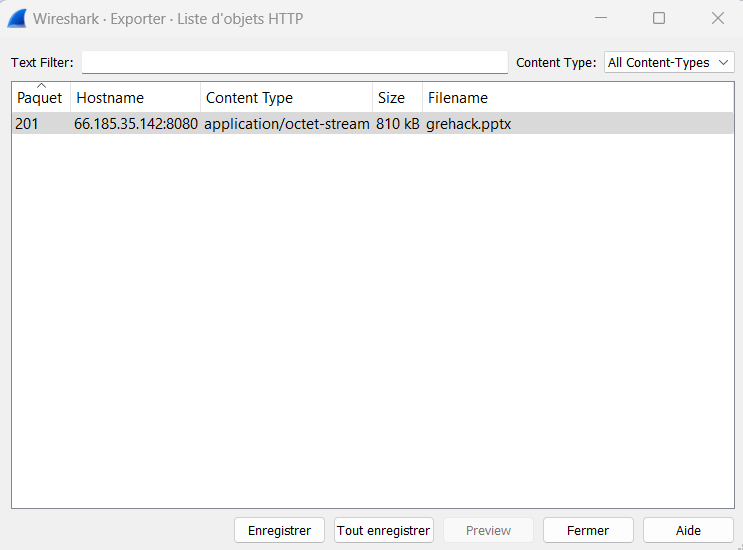 Wireshark · Exporter · Liste d'objets HTTP
Text Filter: Content Type: All Content-Types
Paquet Hostname Content Type Size Filename
201 66.185.35.142:8080 application/octet-stream 810 kB grehack.pptx
Enregistrer Tout enregistrer Preview Fermer Aide